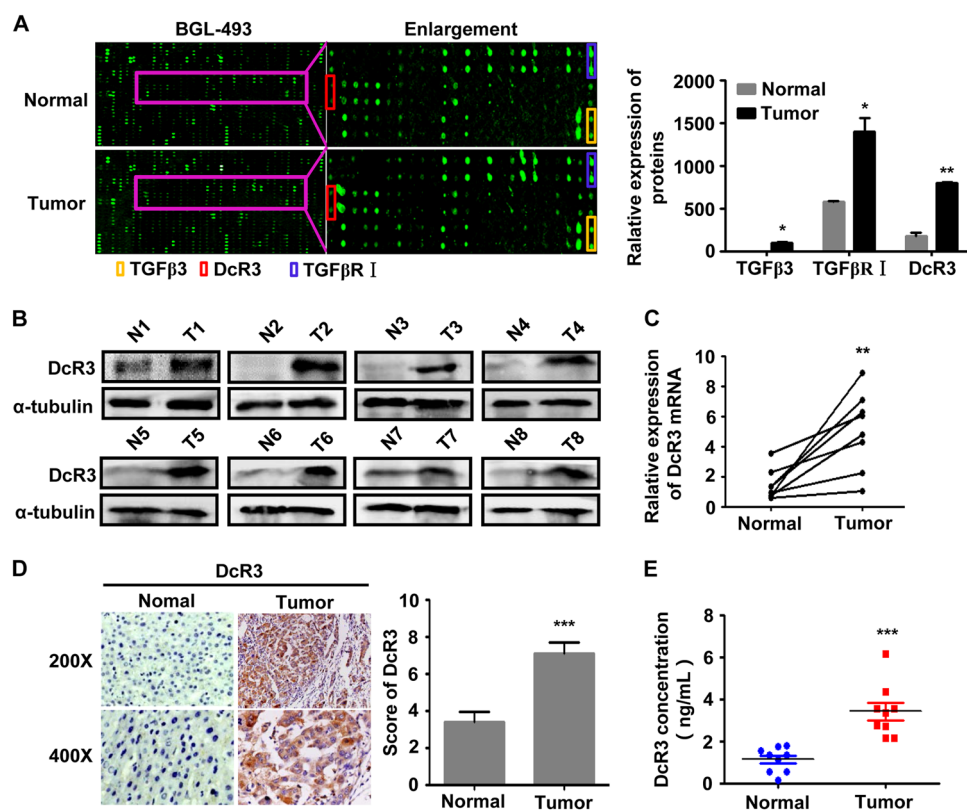 A
BGL-493
Enlargement
Normal
Tumor
TGFβ3
DcR3
TGFβR Ⅰ
Ralative expression of
proteins
2000
1500
1000
500
0
Normal
Tumor
*
*
**
TGFβ3
TGFβR Ⅰ
DcR3
B
N1
T1
N2
T2
N3
T3
N4
T4
DcR3
α-tubulin
N5
T5
N6
T6
N7
T7
N8
T8
DcR3
α-tubulin
C
Ralative expression
of DcR3 mRNA
10
8
6
4
2
0
**
Normal
Tumor
D
DcR3
Nomal
Tumor
200X
400X
Score of DcR3
10
8
6
4
2
0
***
Normal
Tumor
E
DcR3 concentration
( ng/mL )
8
6
4
2
0
***
Normal
Tumor